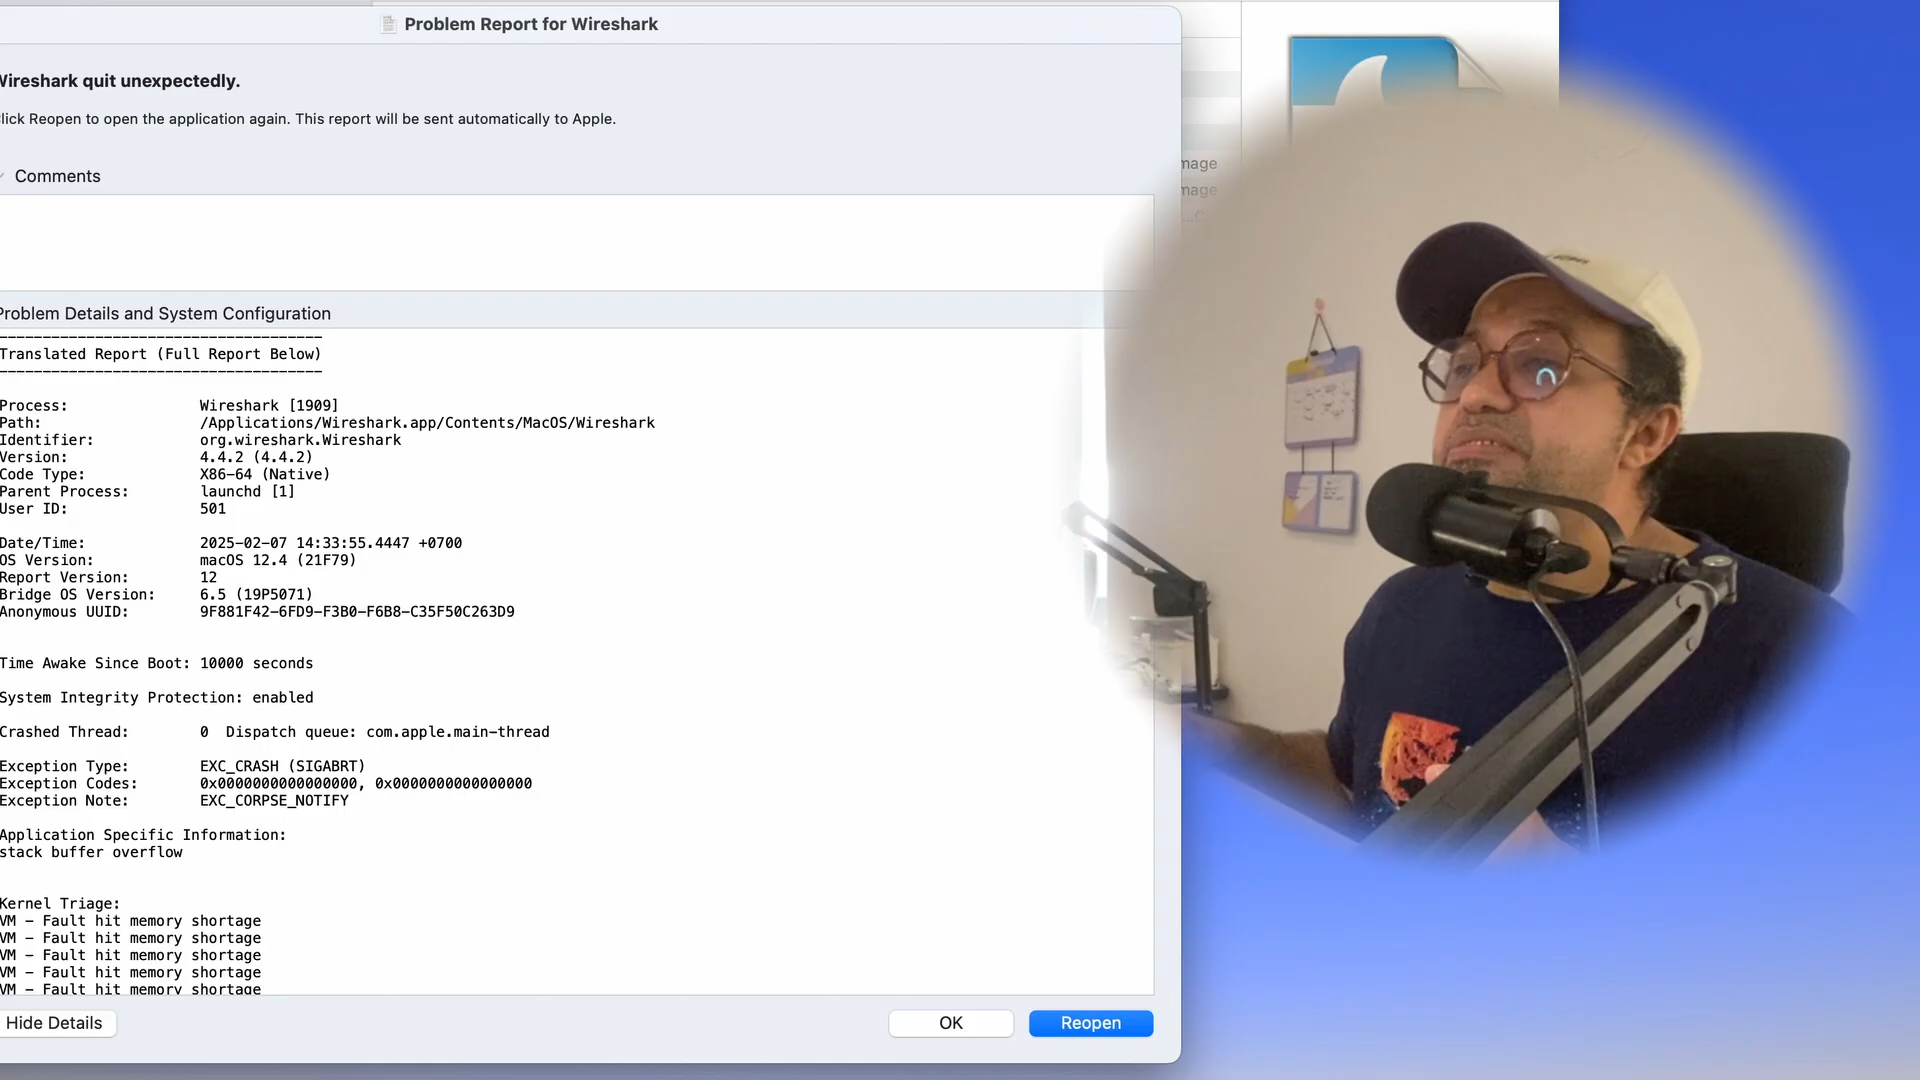 Problem Report for Wireshark
Wireshark quit unexpectedly.
lick Reopen to open the application again. This report will be sent automatically to Apple.
Comments
mage
mage
...C
Problem Details and System Configuration
-------------------------------------
Translated Report (Full Report Below)
-------------------------------------
Process: Wireshark [1909]
Path: /Applications/Wireshark.app/Contents/MacOS/Wireshark
Identifier: org.wireshark.Wireshark
Version: 4.4.2 (4.4.2)
Code Type: X86-64 (Native)
Parent Process: launchd [1]
User ID: 501
Date/Time: 2025-02-07 14:33:55.4447 +0700
OS Version: macOS 12.4 (21F79)
Report Version: 12
Bridge OS Version: 6.5 (19P5071)
Anonymous UUID: 9F881F42-6FD9-F3B0-F6B8-C35F50C263D9
Time Awake Since Boot: 10000 seconds
System Integrity Protection: enabled
Crashed Thread: 0 Dispatch queue: com.apple.main-thread
Exception Type: EXC_CRASH (SIGABRT)
Exception Codes: 0x0000000000000000, 0x0000000000000000
Exception Note: EXC_CORPSE_NOTIFY
Application Specific Information:
stack buffer overflow
Kernel Triage:
VM - Fault hit memory shortage
VM - Fault hit memory shortage
VM - Fault hit memory shortage
VM - Fault hit memory shortage
VM - Fault hit memory shortage
Hide Details
OK
Reopen